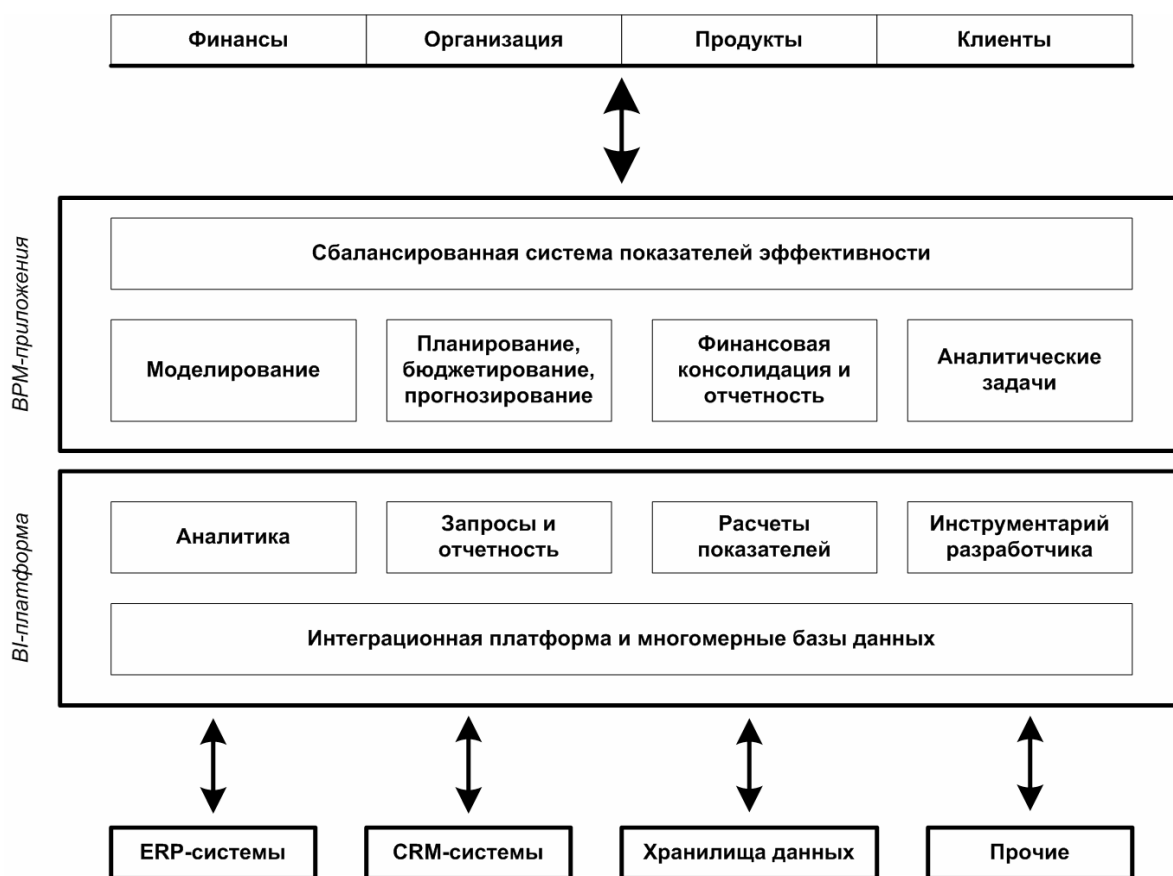 Финансы
Организация
Продукты
Клиенты
BPM-приложения
Сбалансированная система показателей эффективности
Моделирование
Планирование,
бюджетирование,
прогнозирование
Финансовая
консолидация и
отчетность
Аналитические
задачи
BI-платформа
Аналитика
Запросы и
отчетность
Расчеты
показателей
Инструментарий
разработчика
Интеграционная платформа и многомерные базы данных
ERP-системы
CRM-системы
Хранилища данных
Прочие